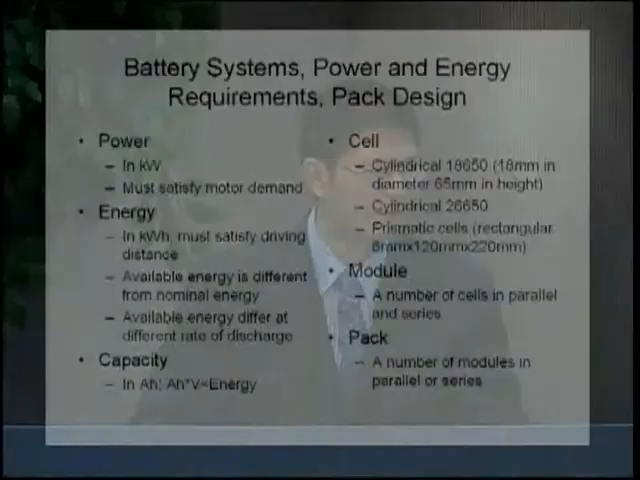 Battery Systems, Power and Energy
Requirements, Pack Design
• Power
– In kW
– Must satisfy motor demand
• Energy
– In kWh, must satisfy driving
distance
– Available energy is different
from nominal energy
– Available energy differ at
different rate of discharge
• Capacity
– In Ah; Ah*V=Energy
• Cell
– Cylindrical 18650 (18mm in
diameter 65mm in height)
– Cylindrical 26650
– Prismatic cells (rectangular
6mmx120mmx220mm)
• Module
– A number of cells in parallel
and series
• Pack
– A number of modules in
parallel or series